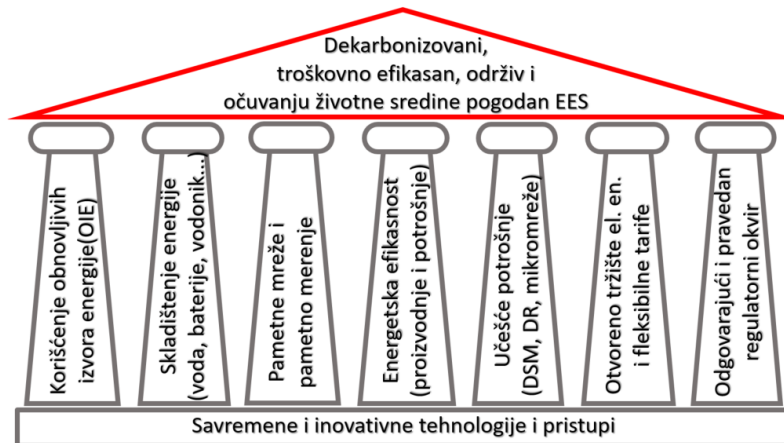 Dekarbonizovani,
troškovno efikasan, održiv i
očuvanju životne sredine pogodan EES
Korišćenje obnovljivih
izvora energije(OIE)
Skladištenje energije
(voda, baterije, vodonik...)
Pametne mreže i
pametno merenje
Energetska efikasnost
(proizvodnje i potrošnje)
Učešće potrošnje
(DSM, DR, mikromreže)
Otvoreno tržište el. en.
i fleksibilne tarife
Odgovarajući i pravedan
regulatorni okvir
Savremene i inovativne tehnologije i pristupi